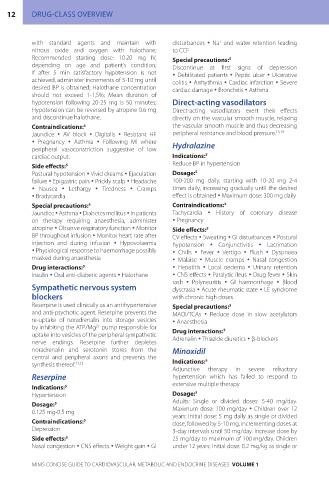 12 DRUG-CLASS OVERVIEW
with standard agents and maintain with
nitrous oxide and oxygen with halothane;
Recommended starting dose: 10-20 mg IV,
depending on age and patient's condition;
If after 5 min satisfactory hypotension is not
achieved, administer increments of 5-10 mg until
desired BP is obtained; Halothane concentration
should not exceed 1-1.5%; Mean duration of
hypotension following 20-25 mg is 50 minutes;
hypotension can be reversed by atropine 0.6 mg
and discontinue halothane.
Contraindications:
Jaundice • AV block • Digitalis • Resistant HF
• Pregnancy • Asthma • Following MI where
peripheral vasoconstriction suggestive of low
cardiac output.
Side effects:
Postural hypotension • Vivid dreams • Ejaculation
failure • Epigastric pain • Prickly scalp • Headache
• Nausea • Lethargy • Tiredness • Cramps
• Bradycardia
Special precautions:
Jaundice • Asthma • Diabetes mellitus • In patients
on therapy requiring anaesthesia, administer
atropine • Observe respiratory function • Monitor
BP throughout infusion • Monitor heart rate after
injection and during infusion • Hypovolaemia
• Physiological response to haemorrhage possibly
masked during anaesthesia
Drug interactions:
Insulin • Oral anti-diabetic agents • Halothane
Sympathetic nervous system
blockers
Reserpine is used clinically as an antihypertensive
and anti-psychotic agent. Reserpine prevents the
re-uptake of noradrenalin into storage vesicles
by inhibiting the ATP/Mg²⁺ pump responsible for
uptake into vesicles of the peripheral sympathetic
nerve endings. Reserpine further depletes
noradrenalin and serotonin stores from the
central and peripheral axons and prevents the
synthesis thereof.
Reserpine
Indications:
Hypertension
Dosage:
0.125 mg-0.5 mg
Contraindications:
Depression
Side effects:
Nasal congestion • CNS effects • Weight gain • GI
disturbances • Na⁺ and water retention leading
to CCF
Special precautions:
Discontinue at first signs of depression
• Debilitated patients • Peptic ulcer • Ulcerative
colitis • Arrhythmia • Cardiac infarction • Severe
cardiac damage • Bronchitis • Asthma
Direct-acting vasodilators
Direct-acting vasodilators exert their effects
directly on the vascular smooth muscle, relaxing
the vascular smooth muscle and thus decreasing
peripheral resistance and blood pressure.
Hydralazine
Indications:
Reduce BP in hypertension
Dosage:
100-200 mg daily, starting with 10-20 mg 2-4
times daily, increasing gradually until the desired
effect is obtained • Maximum dose: 300 mg daily
Contraindications:
Tachycardia • History of coronary disease
• Pregnancy
Side effects:
CV effects • Sweating • GI disturbances • Postural
hypotension • Conjunctivitis • Lacrimation
• Chills • Fever • Vertigo • Flush • Dyspnoea
• Malaise • Muscle cramps • Nasal congestion
• Hepatitis • Local oedema • Urinary retention
• CNS effects • Paralytic ileus • Drug fever • Skin
rash • Polyneuritis • GI haemorrhage • Blood
dyscrasia • Acute rheumatic state • LE syndrome
with chronic high doses
Special precautions:
MAOI/TCAs • Reduce dose in slow acetylators
• Anaesthesia
Drug interactions:
Adrenalin • Thiazide diuretics • β-blockers
Minoxidil
Indications:
Adjunctive therapy in severe refractory
hypertension which has failed to respond to
extensive multiple therapy
Dosage:
Adults: Single or divided doses: 5-40 mg/day.
Maximum dose: 100 mg/day • Children over 12
years: Initial dose: 5 mg daily as single or divided
dose, followed by 5-10 mg, incrementing doses at
3-day intervals until 50 mg/day. Increase dose by
25 mg/day to maximum of 100 mg/day. Children
under 12 years: Initial dose: 0.2 mg/kg as single or
MIMS CONCISE GUIDE TO CARDIOVASCULAR, METABOLIC AND ENDOCRINE DISEASES VOLUME 1